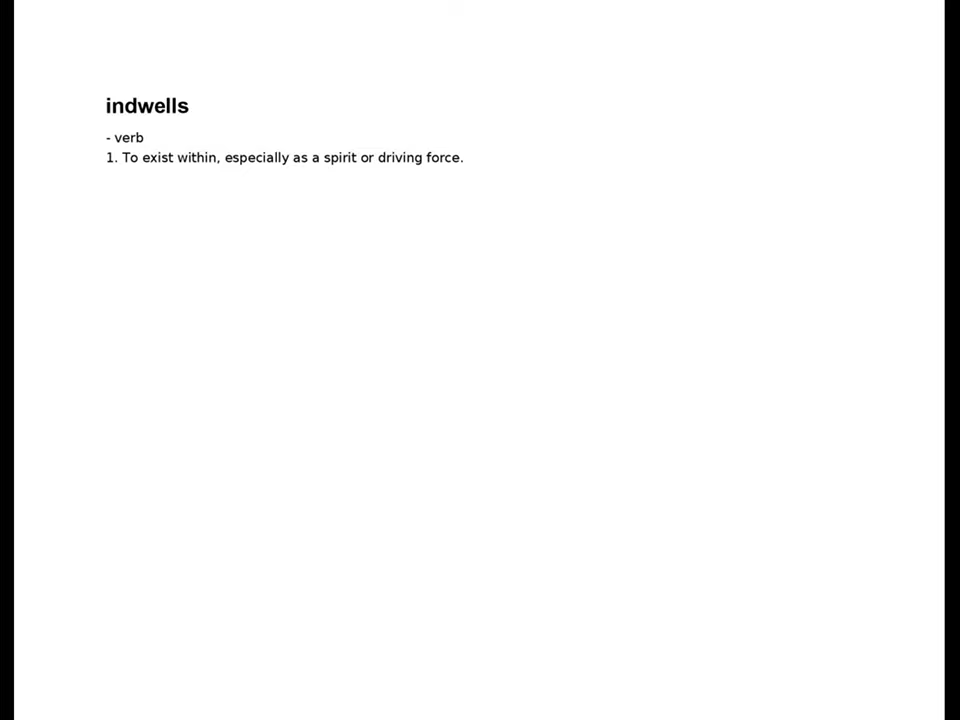 indwells
- verb
1. To exist within, especially as a spirit or driving force.